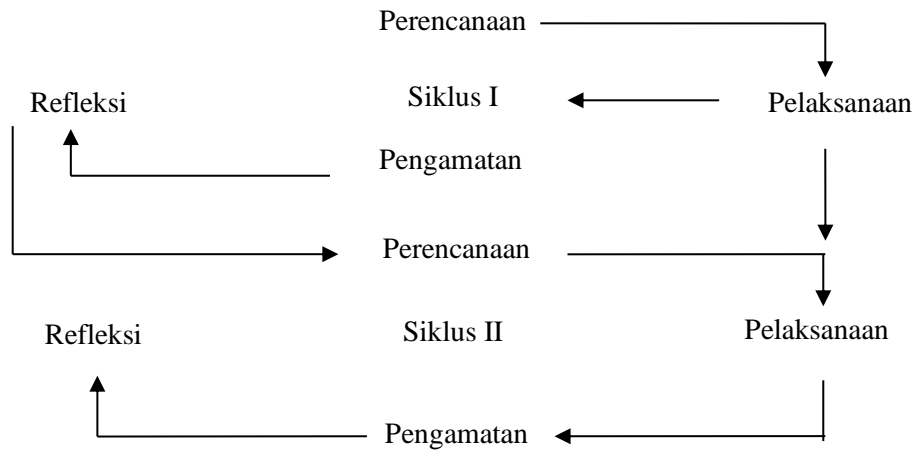 Perencanaan
Refleksi Siklus I Pelaksanaan
Pengamatan
Perencanaan
Refleksi Siklus II Pelaksanaan
Pengamatan